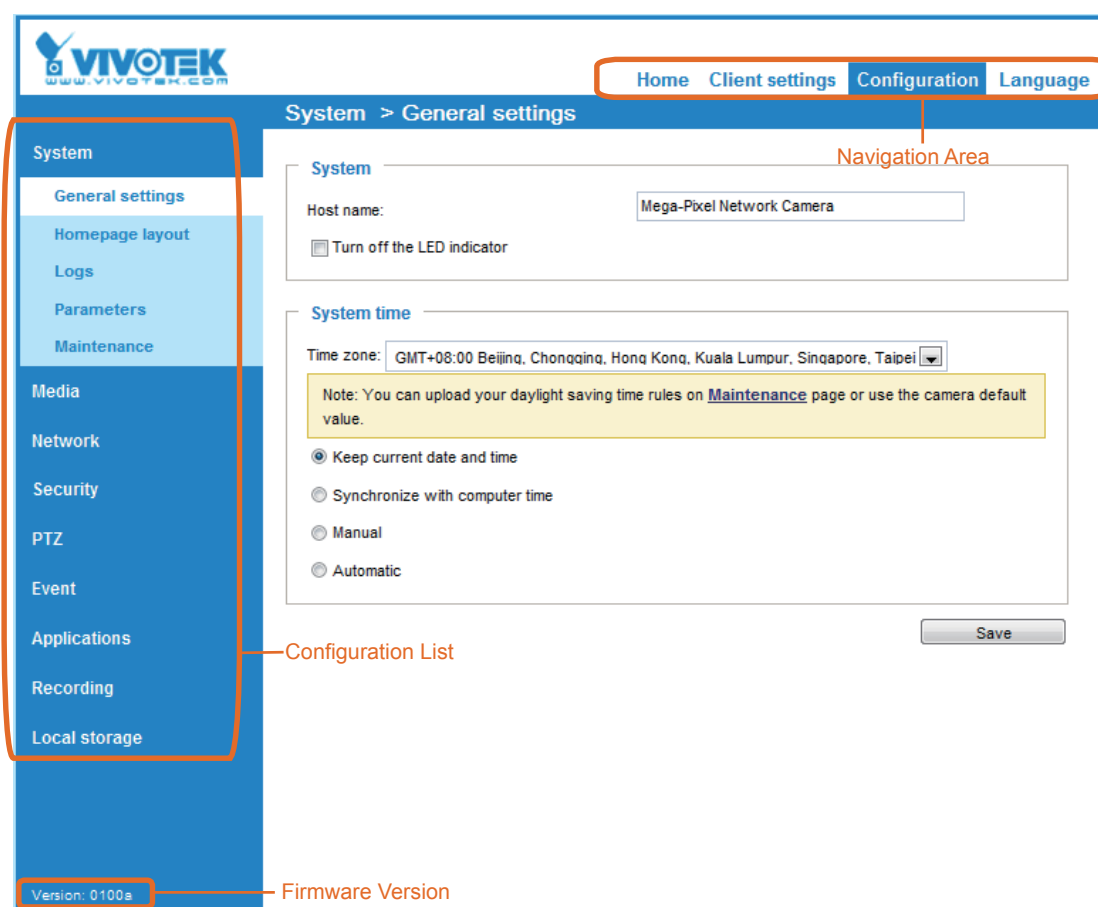 VIVOTEK
www.vivotek.com
Home Client settings Configuration Language
System > General settings
Navigation Area
System
General settings
Homepage layout
Logs
Parameters
Maintenance
Media
Network
Security
PTZ
Event
Applications
Recording
Local storage
Configuration List
Version: 0100a
Firmware Version
System
Host name: Mega-Pixel Network Camera
Turn off the LED indicator
System time
Time zone: GMT+08:00 Beijing, Chongqing, Hong Kong, Kuala Lumpur, Singapore, Taipei
Note: You can upload your daylight saving time rules on Maintenance page or use the camera default
value.
Keep current date and time
Synchronize with computer time
Manual
Automatic
Save